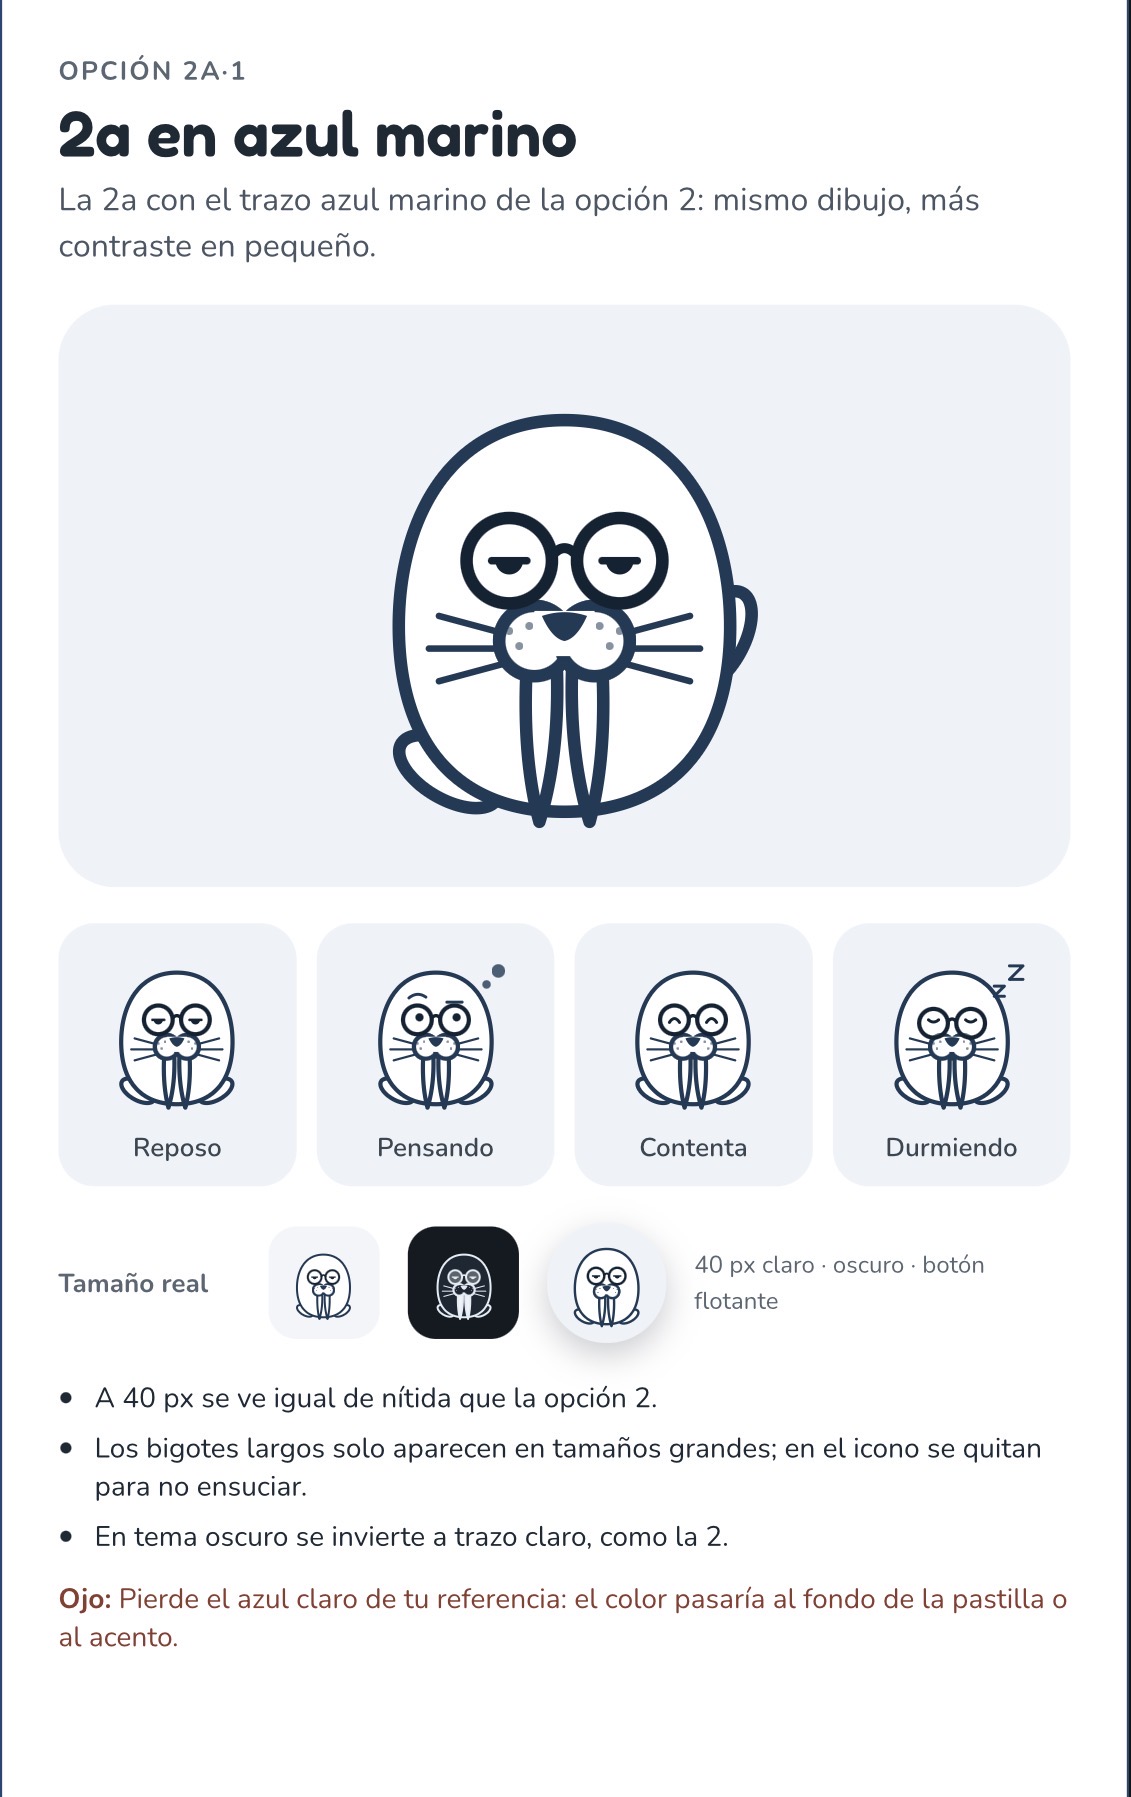 OPCIÓN 2A·1
2a en azul marino
La 2a con el trazo azul marino de la opción 2: mismo dibujo, más
contraste en pequeño.
z Z
Reposo
Pensando
Contenta
Durmiendo
Tamaño real
40 px claro · oscuro · botón
flotante
• A 40 px se ve igual de nítida que la opción 2.
• Los bigotes largos solo aparecen en tamaños grandes; en el icono se quitan
para no ensuciar.
• En tema oscuro se invierte a trazo claro, como la 2.
Ojo: Pierde el azul claro de tu referencia: el color pasaría al fondo de la pastilla o
al acento.